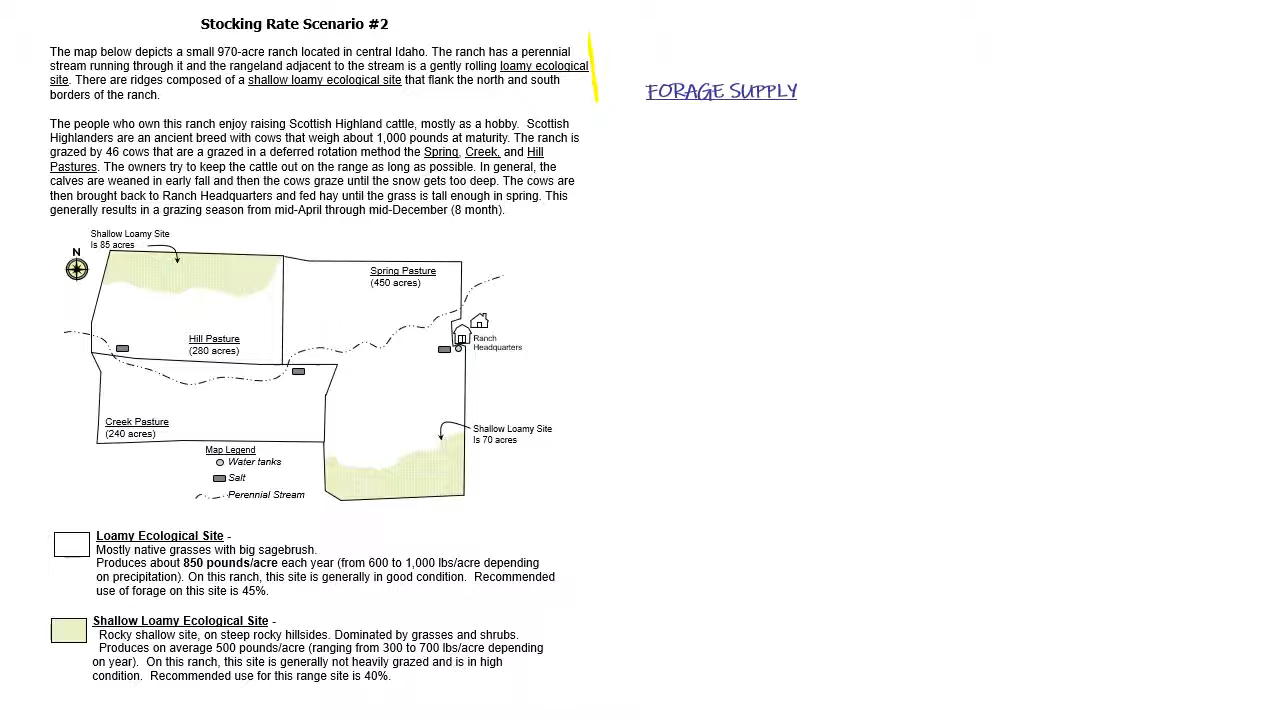 Stocking Rate Scenario #2
The map below depicts a small 970-acre ranch located in central Idaho. The ranch has a perennial
stream running through it and the rangeland adjacent to the stream is a gently rolling loamy ecological
site. There are ridges composed of a shallow loamy ecological site that flank the north and south
borders of the ranch.
The people who own this ranch enjoy raising Scottish Highland cattle, mostly as a hobby. Scottish
Highlanders are an ancient breed with cows that weigh about 1,000 pounds at maturity. The ranch is
grazed by 46 cows that are a grazed in a deferred rotation method the Spring, Creek, and Hill
Pastures. The owners try to keep the cattle out on the range as long as possible. In general, the
calves are weaned in early fall and then the cows graze until the snow gets too deep. The cows are
then brought back to Ranch Headquarters and fed hay until the grass is tall enough in spring. This
generally results in a grazing season from mid-April through mid-December (8 month).
Shallow Loamy Site
Is 85 acres
N
Spring Pasture
(450 acres)
Hill Pasture
(280 acres)
Ranch
Headquarters
Creek Pasture
(240 acres)
Shallow Loamy Site
Is 70 acres
Map Legend
Water tanks
Salt
Perennial Stream
Loamy Ecological Site -
Mostly native grasses with big sagebrush.
Produces about 850 pounds/acre each year (from 600 to 1,000 lbs/acre depending
on precipitation). On this ranch, this site is generally in good condition. Recommended
use of forage on this site is 45%.
Shallow Loamy Ecological Site -
Rocky shallow site, on steep rocky hillsides. Dominated by grasses and shrubs.
Produces on average 500 pounds/acre (ranging from 300 to 700 lbs/acre depending
on year). On this ranch, this site is generally not heavily grazed and is in high
condition. Recommended use for this range site is 40%.
FORAGE SUPPLY